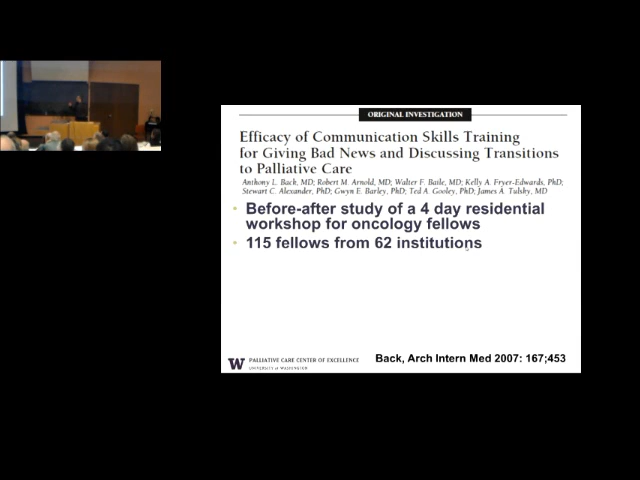 ORIGINAL INVESTIGATION
Efficacy of Communication Skills Training
for Giving Bad News and Discussing Transitions
to Palliative Care
Anthony L. Back, MD; Robert M. Arnold, MD; Walter F. Baile, MD; Kelly A. Fryer-Edwards, PhD;
Stewart C. Alexander, PhD; Gwyn E. Barley, PhD; Ted A. Gooley, PhD; James A. Tulsky, MD
• Before-after study of a 4 day residential
workshop for oncology fellows
• 115 fellows from 62 institutions
W PALLIATIVE CARE CENTER OF EXCELLENCE
UNIVERSITY of WASHINGTON
Back, Arch Intern Med 2007: 167;453